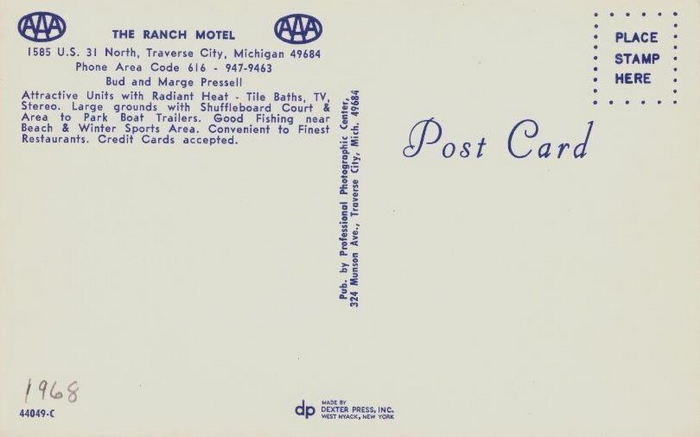 AAA AAA
THE RANCH MOTEL
1585 U.S. 31 North, Traverse City, Michigan 49684
Phone Area Code 616 - 947-9463
Bud and Marge Pressell
Attractive Units with Radiant Heat - Tile Baths, TV,
Stereo. Large grounds with Shuffleboard Court &
Area to Park Boat Trailers. Good Fishing near
Beach & Winter Sports Area. Convenient to Finest
Restaurants. Credit Cards accepted.
Pub. by Professional Photographic Center,
324 Munson Ave., Traverse City, Mich. 49684
PLACE
STAMP
HERE
Post Card
1968
44049-C
dp
MADE BY
DEXTER PRESS, INC.
WEST NYACK, NEW YORK